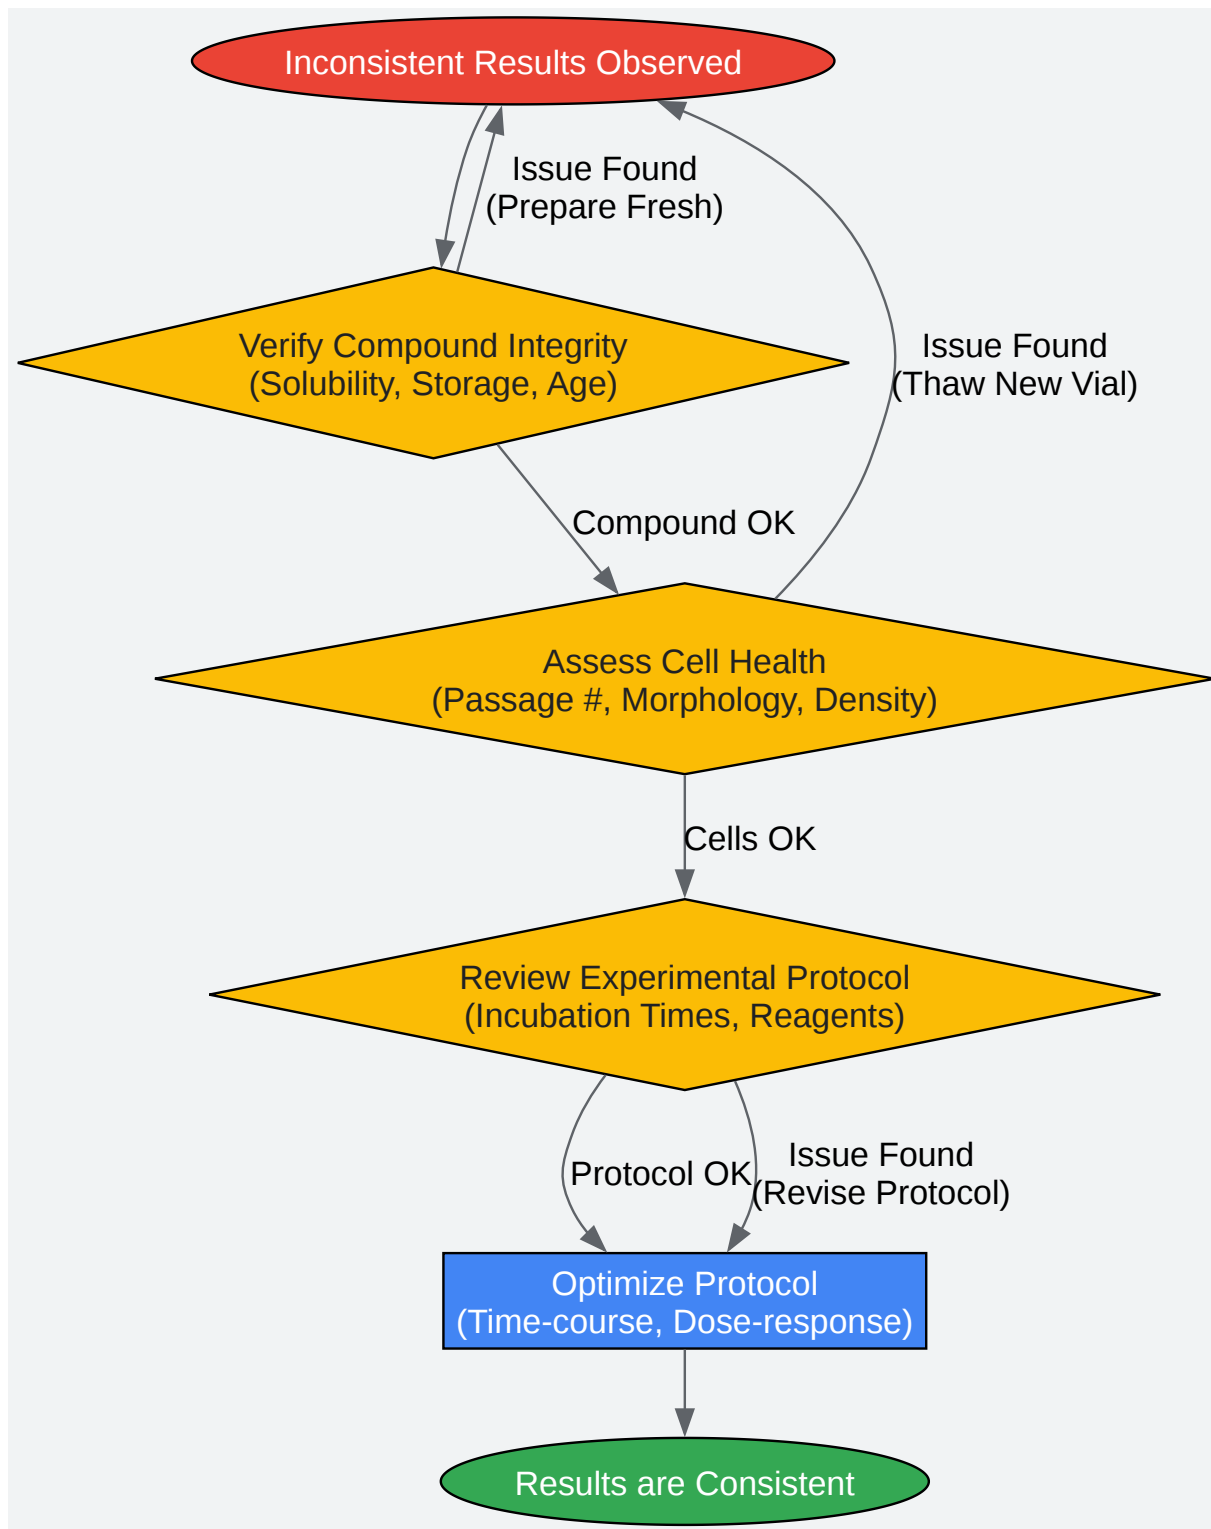 Inconsistent Results Observed
Issue Found
(Prepare Fresh)
Verify Compound Integrity
(Solubility, Storage, Age)
Issue Found
(Thaw New Vial)
Compound OK
Assess Cell Health
(Passage #, Morphology, Density)
Cells OK
Review Experimental Protocol
(Incubation Times, Reagents)
Protocol OK
Issue Found
(Revise Protocol)
Optimize Protocol
(Time-course, Dose-response)
Results are Consistent